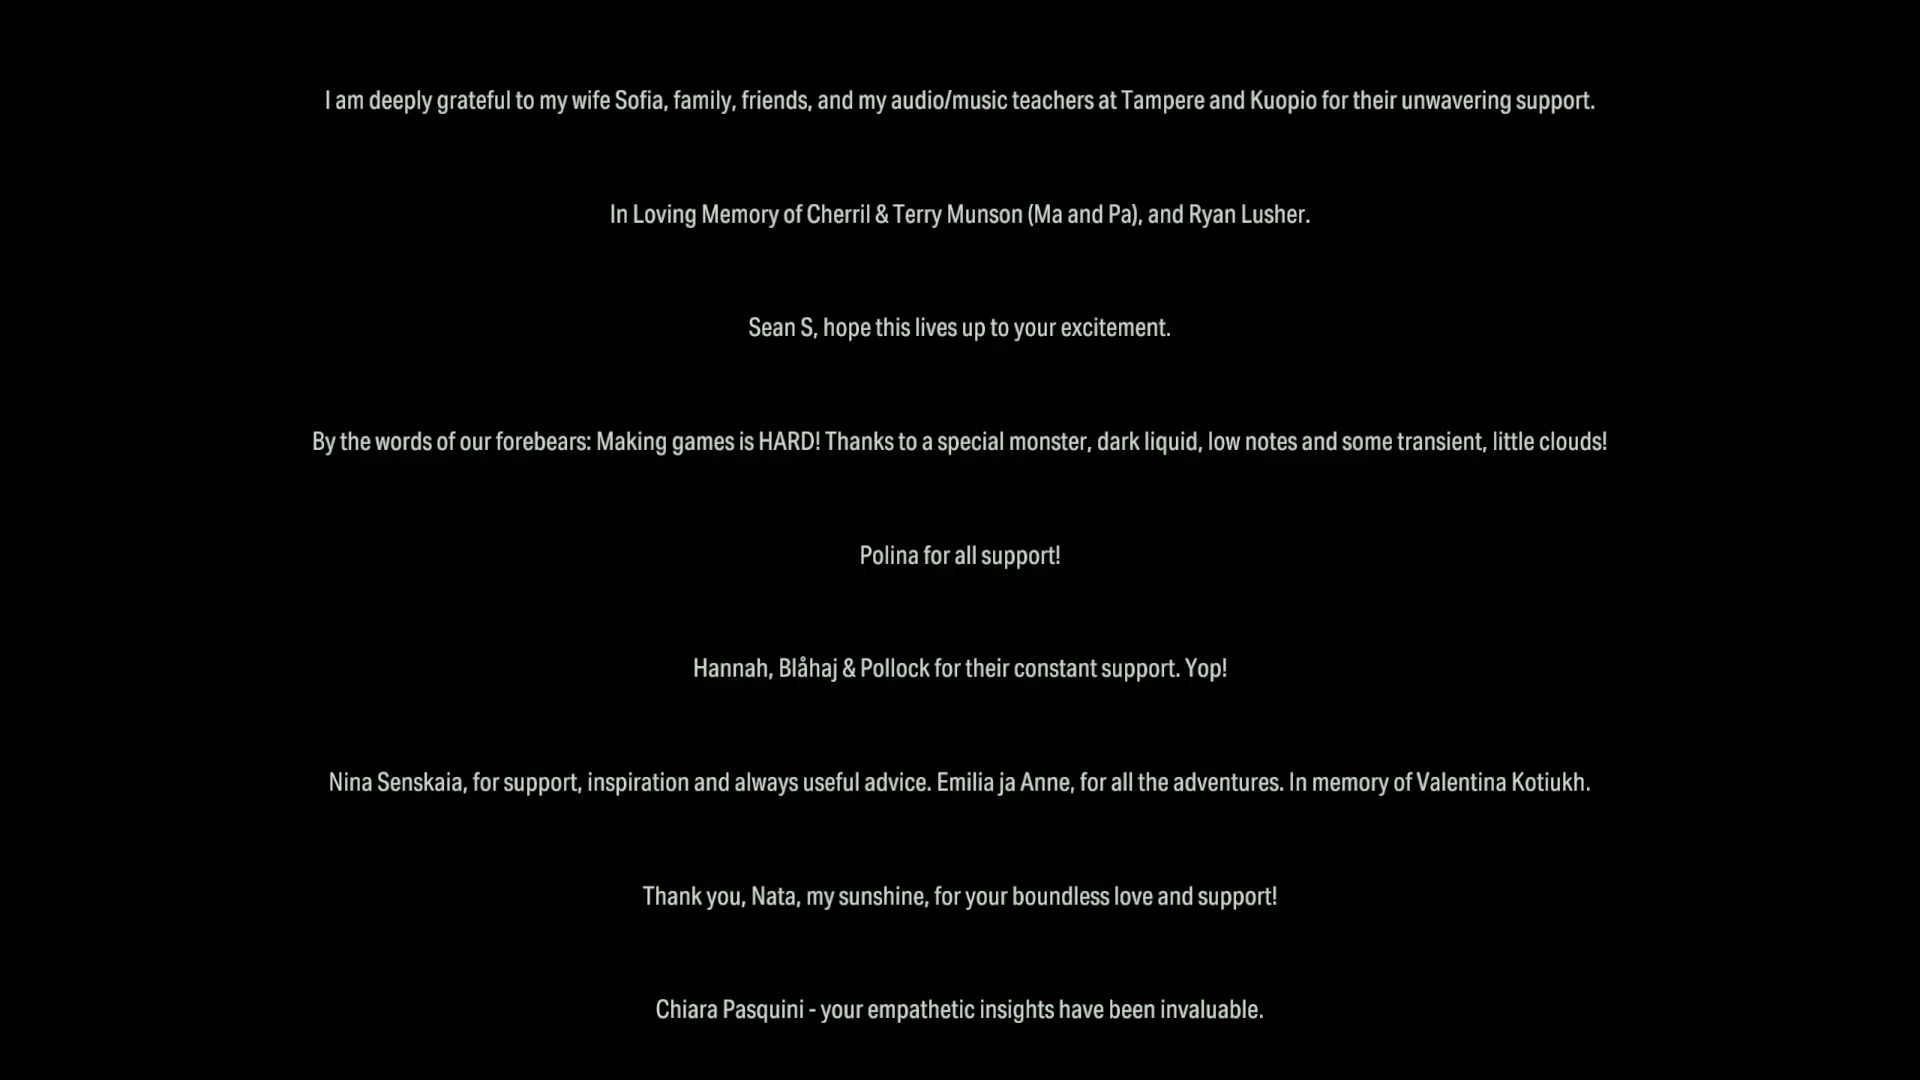 I am deeply grateful to my wife Sofia, family, friends, and my audio/music teachers at Tampere and Kuopio for their unwavering support.
In Loving Memory of Cherril & Terry Munson (Ma and Pa), and Ryan Lusher.
Sean S, hope this lives up to your excitement.
By the words of our forebears: Making games is HARD! Thanks to a special monster, dark liquid, low notes and some transient, little clouds!
Polina for all support!
Hannah, Blåhaj & Pollock for their constant support. Yop!
Nina Senskaia, for support, inspiration and always useful advice. Emilia ja Anne, for all the adventures. In memory of Valentina Kotiukh.
Thank you, Nata, my sunshine, for your boundless love and support!
Chiara Pasquini - your empathetic insights have been invaluable.